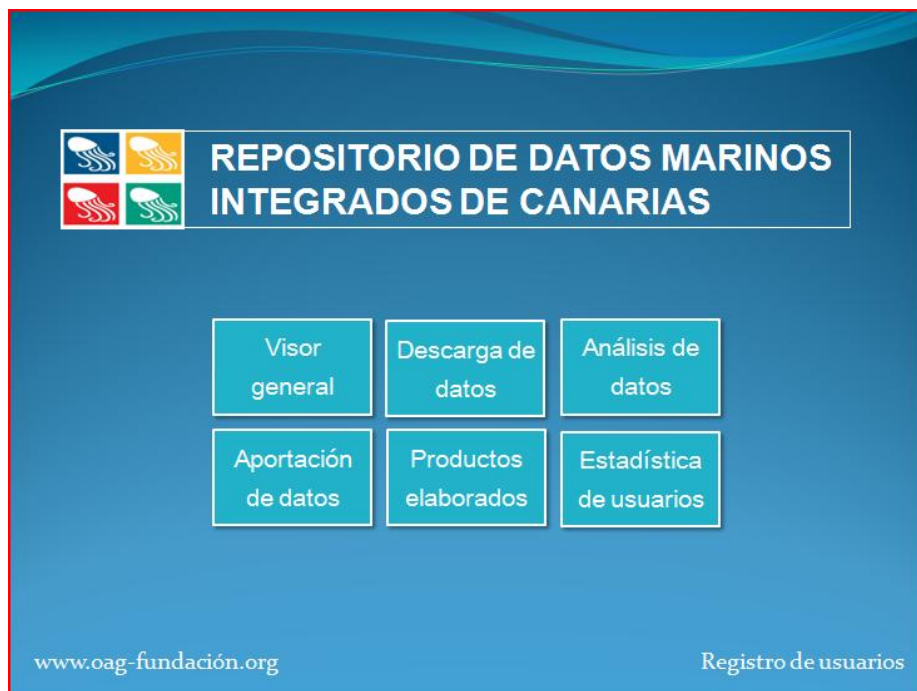 REPOSITORIO DE DATOS MARINOS
INTEGRADOS DE CANARIAS
Visor
general
Descarga de
datos
Análisis de
datos
Aportación
de datos
Productos
elaborados
Estadística
de usuarios
www.oag-fundación.org
Registro de usuarios